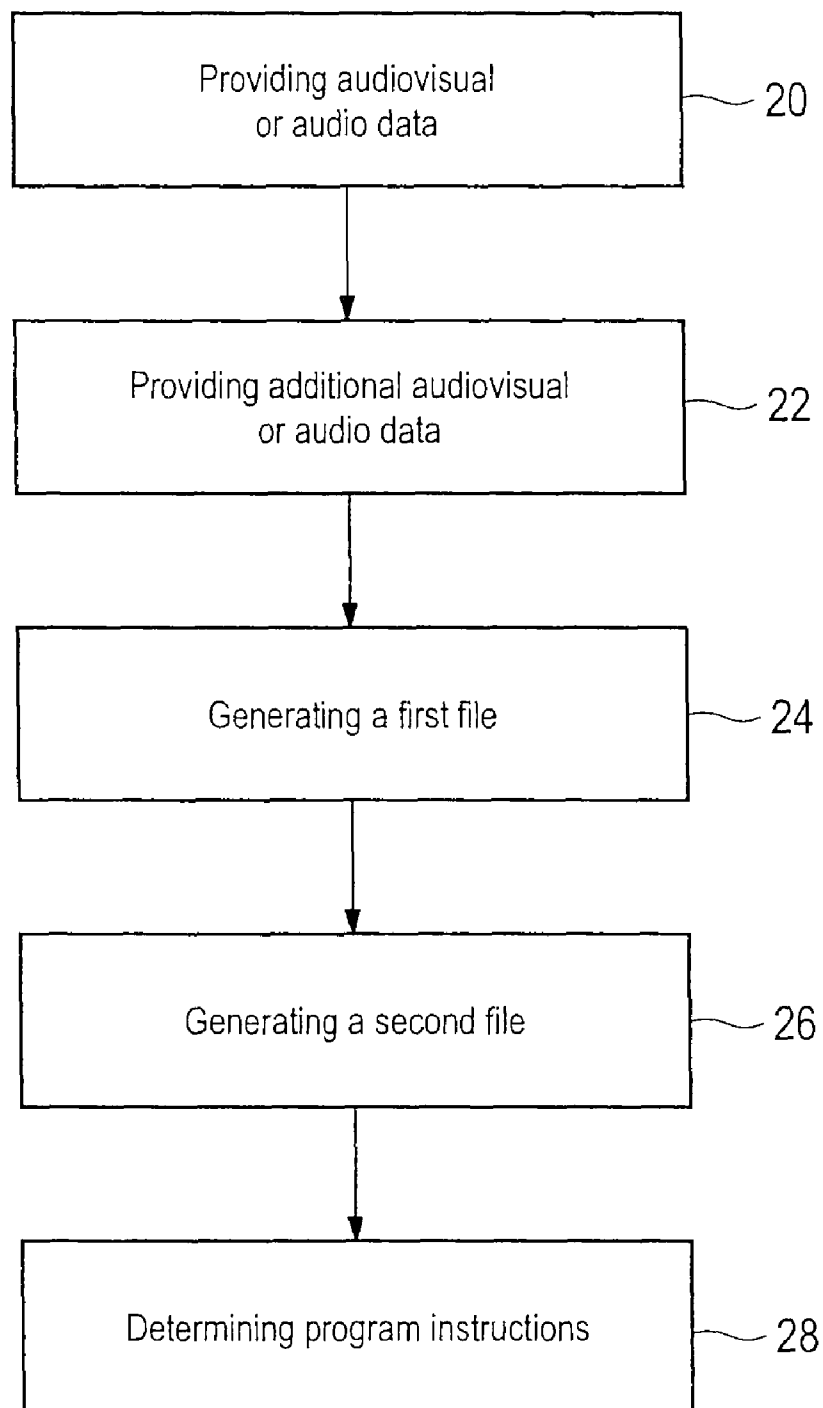 Providing audiovisual
or audio data
20
Providing additional audiovisual
or audio data
22
Generating a first file
24
Generating a second file
26
Determining program instructions
28